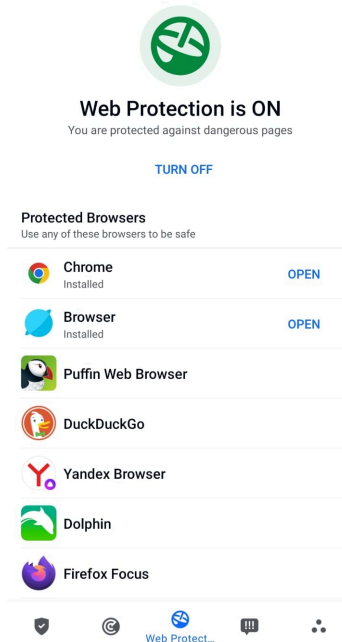 Web Protection is ON
You are protected against dangerous pages
TURN OFF
Protected Browsers
Use any of these browsers to be safe
Chrome
Installed
OPEN
Browser
Installed
OPEN
Puffin Web Browser
DuckDuckGo
Yandex Browser
Dolphin
Firefox Focus
Web Protect...